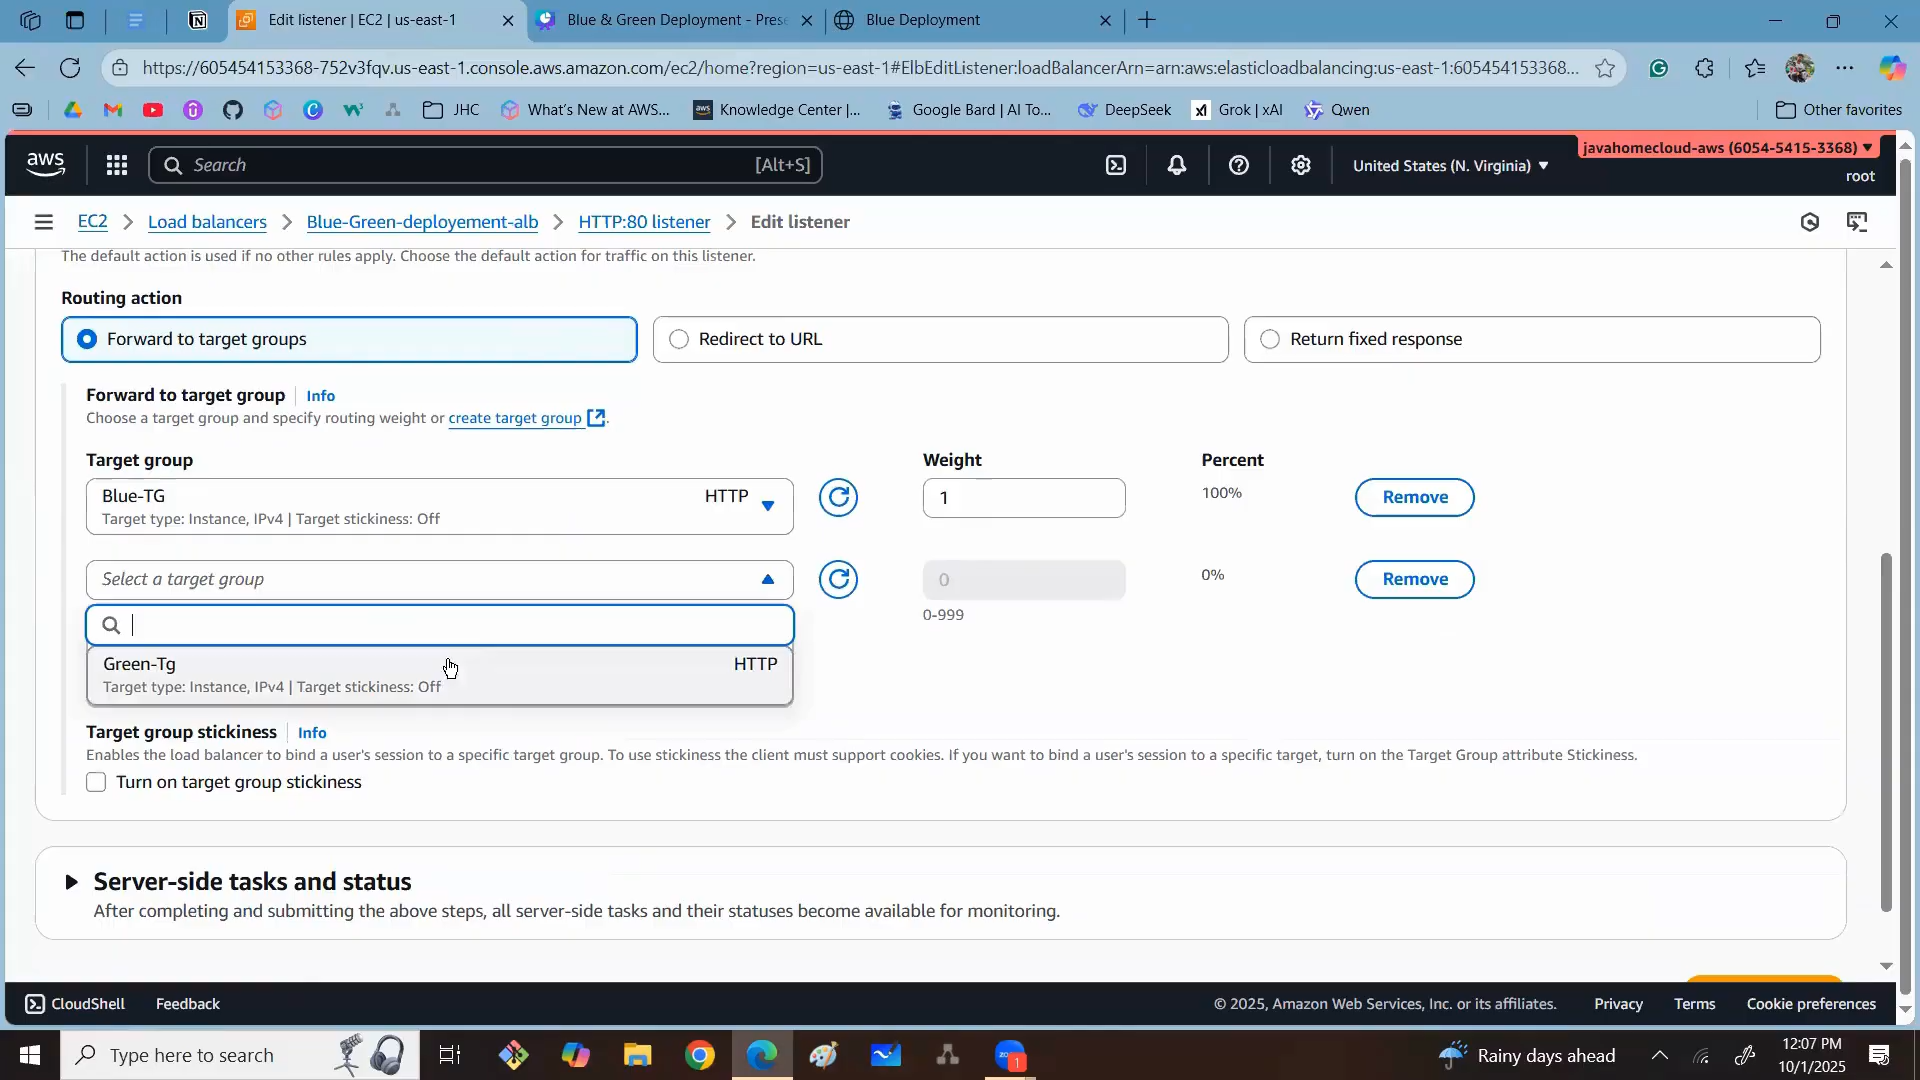 Edit listener | EC2 | us-east-1
Blue & Green Deployment - Pres
Blue Deployment
https://605454153368-752v3fqv.us-east-1.console.aws.amazon.com/ec2/home?region=us-east-1#ElbEditListener:loadBalancerArn=arn:aws:elasticloadbalancing:us-east-1:605454153368...
JHC
What's New at AWS...
Knowledge Center |...
Google Bard | AI To...
DeepSeek
Grok | xAI
Qwen
Other favorites
aws
Search
[Alt+S]
United States (N. Virginia)
javahomecloud-aws (6054-5415-3368)
root
EC2
Load balancers
Blue-Green-deployement-alb
HTTP:80 listener
Edit listener
The default action is used if no other rules apply. Choose the default action for traffic on this listener.
Routing action
Forward to target groups
Redirect to URL
Return fixed response
Forward to target group
Info
Choose a target group and specify routing weight or create target group.
Target group
Weight
Percent
Blue-TG
HTTP
Target type: Instance, IPv4 | Target stickiness: Off
1
100%
Remove
Select a target group
0
0%
Remove
0-999
Green-Tg
HTTP
Target type: Instance, IPv4 | Target stickiness: Off
Target group stickiness
Info
Enables the load balancer to bind a user's session to a specific target group. To use stickiness the client must support cookies. If you want to bind a user's session to a specific target, turn on the Target Group attribute Stickiness.
Turn on target group stickiness
Server-side tasks and status
After completing and submitting the above steps, all server-side tasks and their statuses become available for monitoring.
CloudShell
Feedback
© 2025, Amazon Web Services, Inc. or its affiliates.
Privacy
Terms
Cookie preferences
Type here to search
1
Rainy days ahead
12:07 PM
10/1/2025